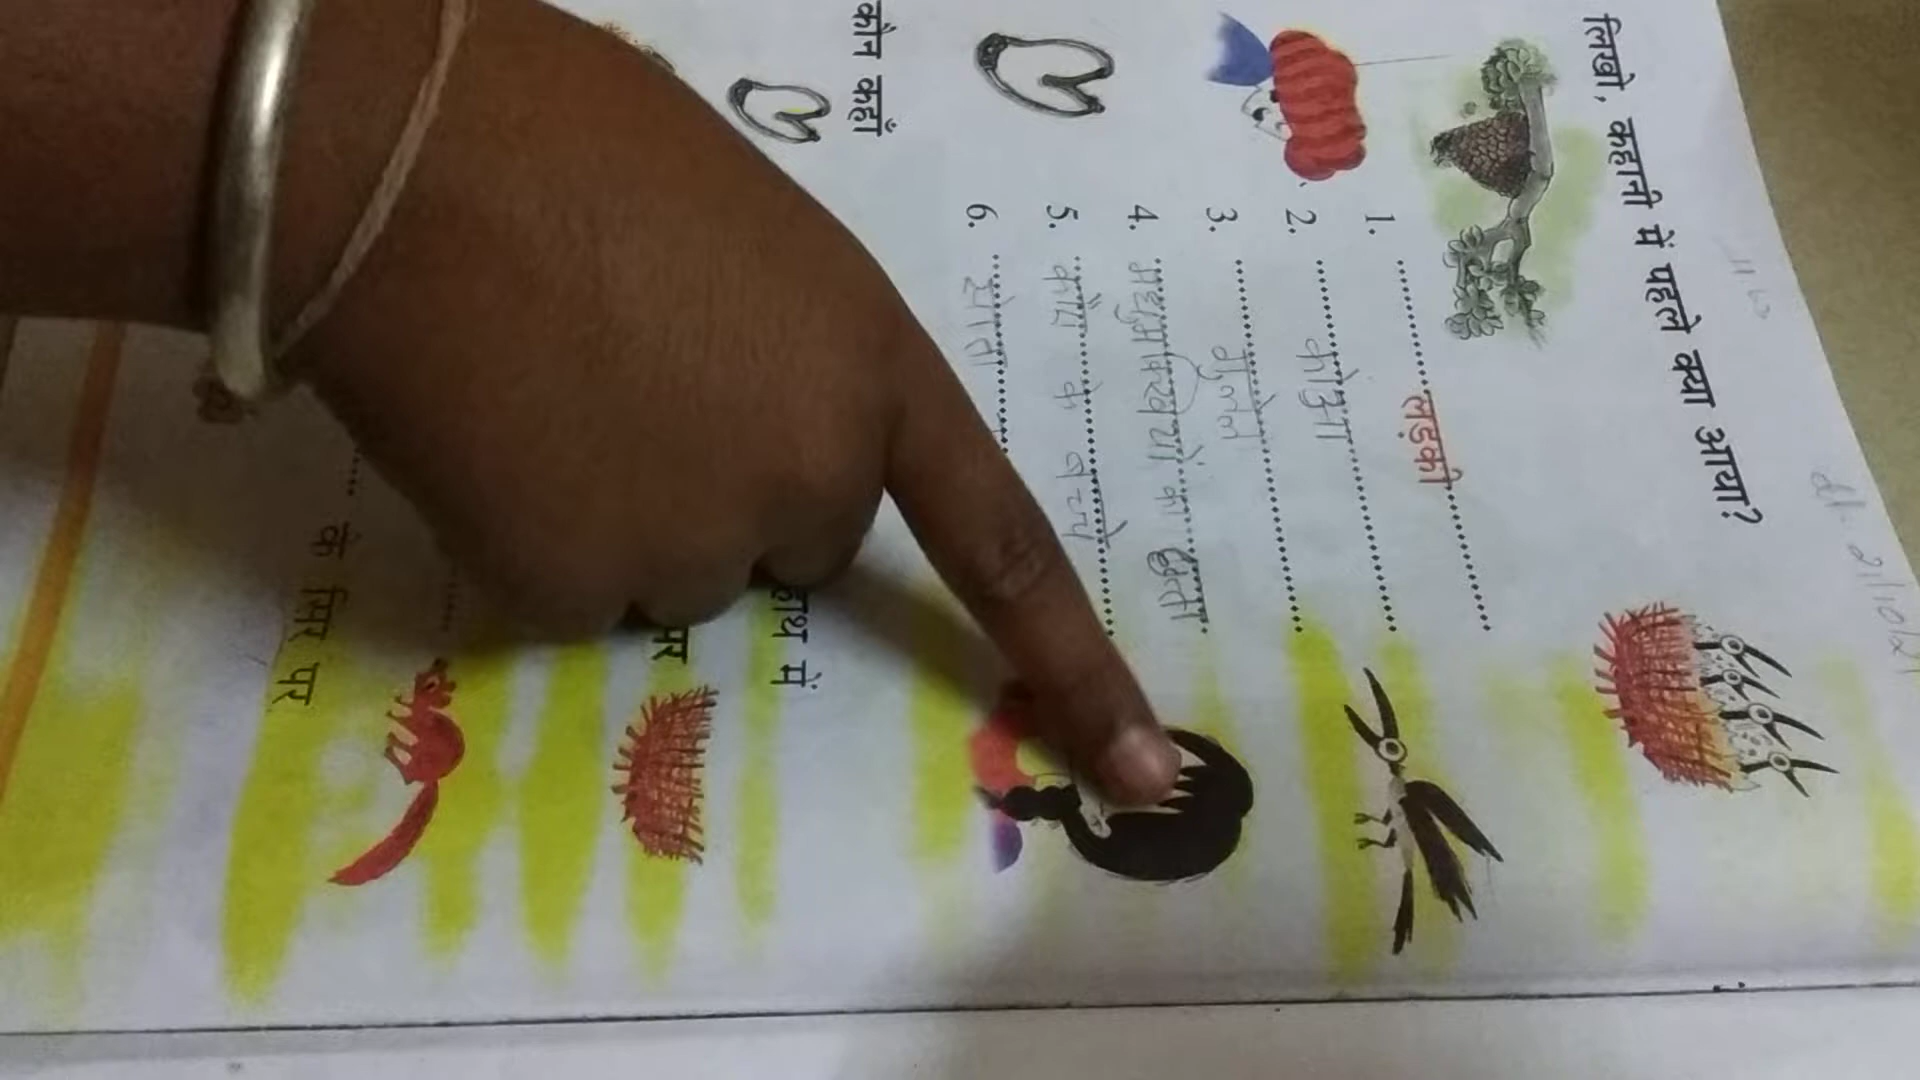 लिखो, कहानी में पहले क्या आया?
1. लड़की
2. कोआ
3. गुलेल
4. मधुमक्खियों का छत्ता
5. कौए के बच्चे
6.
कौन कहाँ
में
पर
के सिर पर